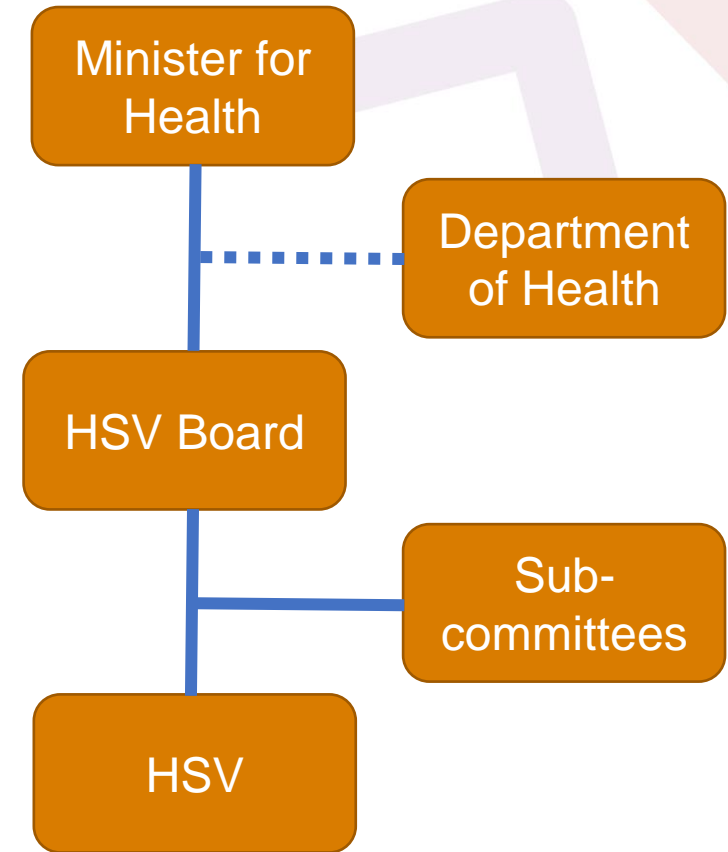 Minister for
Health
Department
of Health
HSV Board
Sub-
committees
HSV